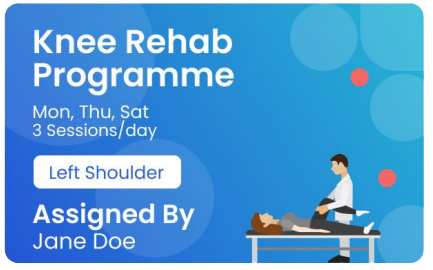 Knee Rehab
Programme
Mon, Thu, Sat
3 Sessions/day
Left Shoulder
Assigned By
Jane Doe